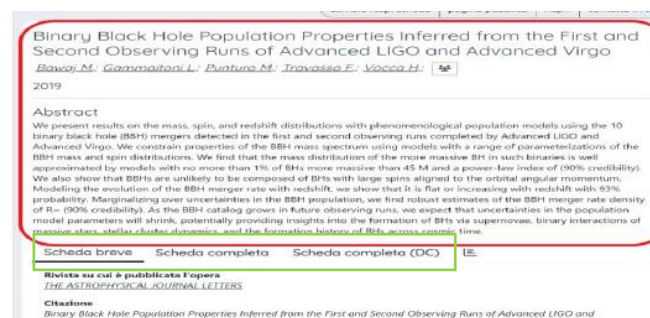 Binary Black Hole Population Properties Inferred from the First and
Second Observing Runs of Advanced LIGO and Advanced Virgo
Bawaj M.; Gammaitoni L.; Punturo M.; Travasso F.; Vocca H.;
2019
Abstract
We present results on the mass, spin, and redshift distributions with phenomenological population models using the 10
binary black hole (BBH) mergers detected in the first and second observing runs completed by Advanced LIGO and
Advanced Virgo. We constrain properties of the BBH mass spectrum using models with a range of parameterizations of the
BBH mass and spin distributions. We find that the mass distribution of the more massive BH in such binaries is well
approximated by models with no more than 1% of BHs more massive than 45 M and a power-law index of (90% credibility).
We also show that BBHs are unlikely to be composed of BHs with large spins aligned to the orbital angular momentum.
Modeling the evolution of the BBH merger rate with redshift, we show that it is flat or increasing with redshift with 93%
probability. Marginalizing over uncertainties in the BBH population, we find robust estimates of the BBH merger rate density
of R= (90% credibility). As the BBH catalog grows in future observing runs, we expect that uncertainties in the population
model parameters will shrink, potentially providing insights into the formation of BHs via supernovae, binary interactions of
massive stars, stellar cluster dynamics, and the formation history of BHs across cosmic time.
Scheda breve Scheda completa Scheda completa (DC)
Rivista su cui è pubblicata l'opera
THE ASTROPHYSICAL JOURNAL LETTERS
Citazione
Binary Black Hole Population Properties Inferred from the First and Second Observing Runs of Advanced LIGO and